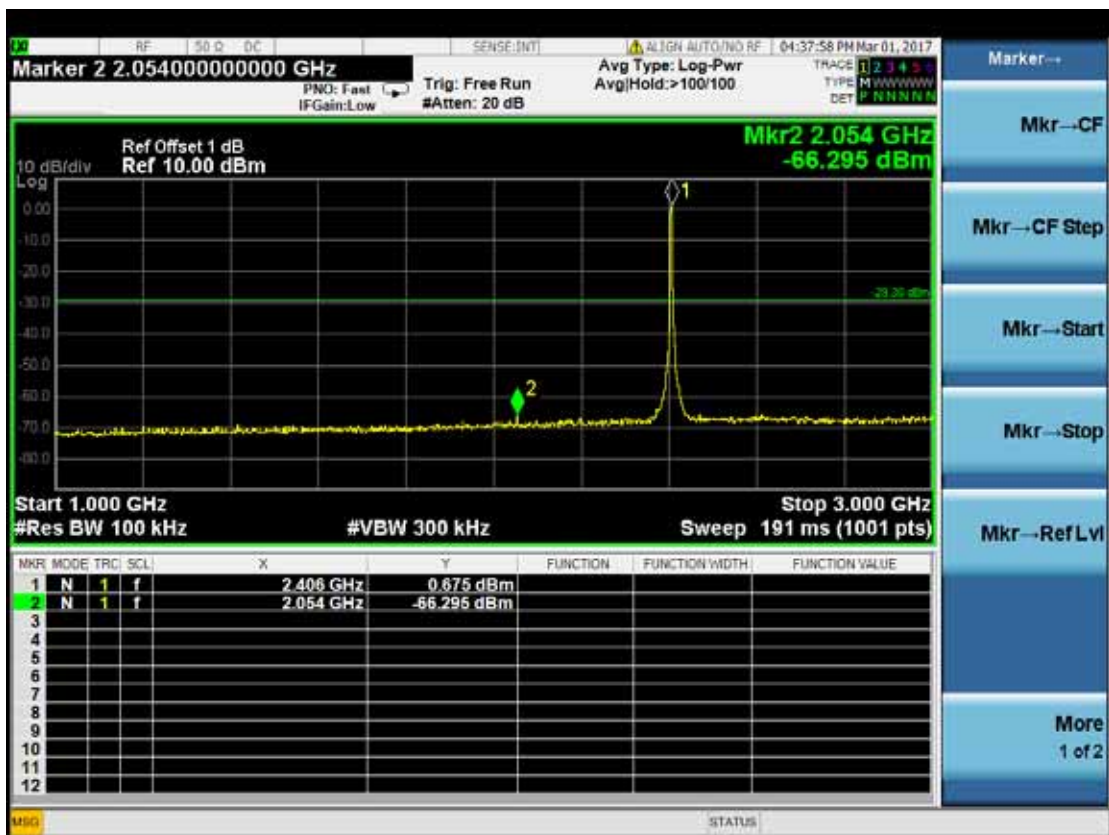 RF 50 Ω DC SENSE:INT ALIGN AUTO/NO RF 04:37:58 PM Mar 01, 2017
Marker 2 2.054000000000 GHz
PNO: Fast
IFGain:Low
Trig: Free Run
#Atten: 20 dB
Avg Type: Log-Pwr
Avg|Hold:>100/100
TRACE 1 2 3 4 5 6
TYPE M WWWWW
DET P NNNNN
Ref Offset 1 dB
10 dB/div Ref 10.00 dBm
Log
Mkr2 2.054 GHz
-66.295 dBm
1
0.00
-10.0
-20.0
-30.0
-40.0
-50.0
-60.0
-70.0
-80.0
2
Start 1.000 GHz Stop 3.000 GHz
#Res BW 100 kHz #VBW 300 kHz Sweep 191 ms (1001 pts)
MKR MODE TRC SCL X Y FUNCTION FUNCTION WIDTH FUNCTION VALUE
1 N 1 f 2.406 GHz 0.675 dBm
2 N 1 f 2.054 GHz -66.295 dBm
3
4
5
6
7
8
9
10
11
12
MSG STATUS
Marker→
Mkr→CF
Mkr→CF Step
Mkr→Start
Mkr→Stop
Mkr→Ref Lvl
More
1 of 2